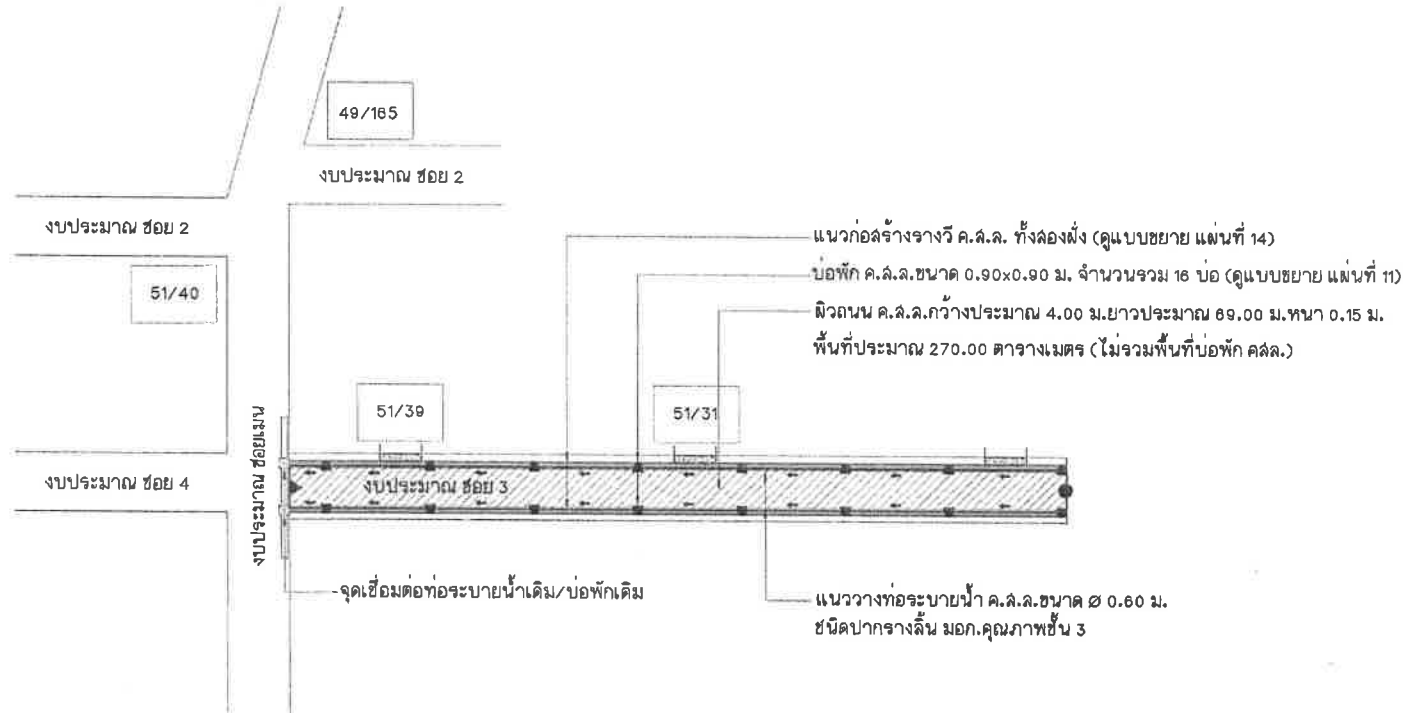 49/165
งบประมาณ ซอย 2
งบประมาณ ซอย 2
51/40
แนวก่อสร้างรางวี ค.ส.ล. ทั้งสองฝั่ง (ดูแบบขยาย แผ่นที่ 14)
บ่อพัก ค.ส.ล.ขนาด 0.90x0.90 ม. จำนวนรวม 16 บ่อ (ดูแบบขยาย แผ่นที่ 11)
ผิวถนน ค.ส.ล.กว้างประมาณ 4.00 ม.ยาวประมาณ 69.00 ม.หนา 0.15 ม.
พื้นที่ประมาณ 270.00 ตารางเมตร (ไม่รวมพื้นที่บ่อพัก คสล.)
51/39
51/31
งบประมาณ ซอยเมน
งบประมาณ ซอย 4
งบประมาณ ซอย 3
จุดเชื่อมต่อท่อระบายน้ำเดิม/บ่อพักเดิม
แนววางท่อระบายน้ำ ค.ส.ล.ขนาด Ø 0.60 ม.
ชนิดปากรางลิ้น มอก.คุณภาพชั้น 3